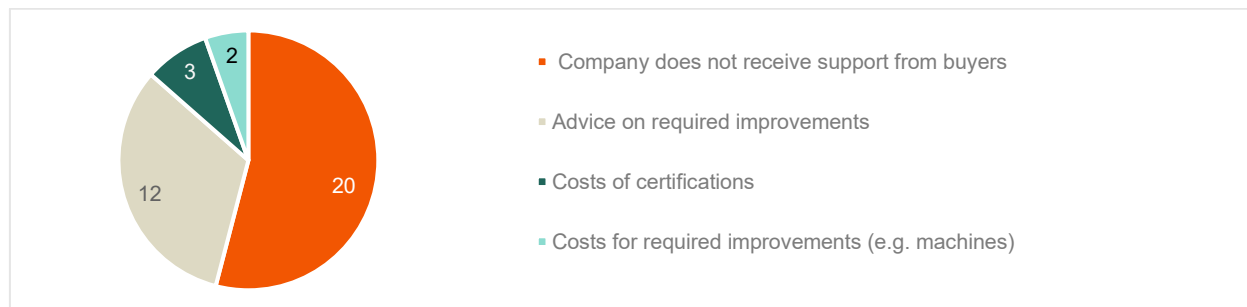 2
3
12
20
Company does not receive support from buyers
Advice on required improvements
Costs of certifications
Costs for required improvements (e.g. machines)